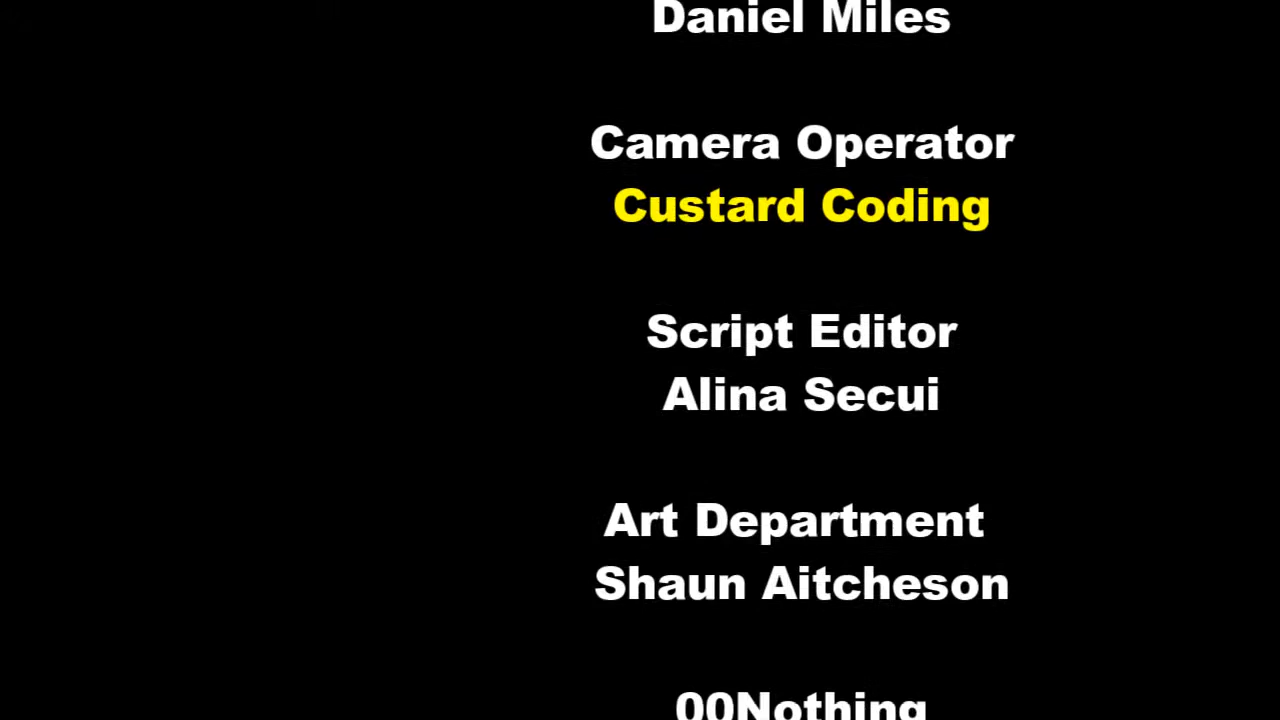 Daniel Miles
Camera Operator
Custard Coding
Script Editor
Alina Secui
Art Department
Shaun Aitcheson
00Nothing